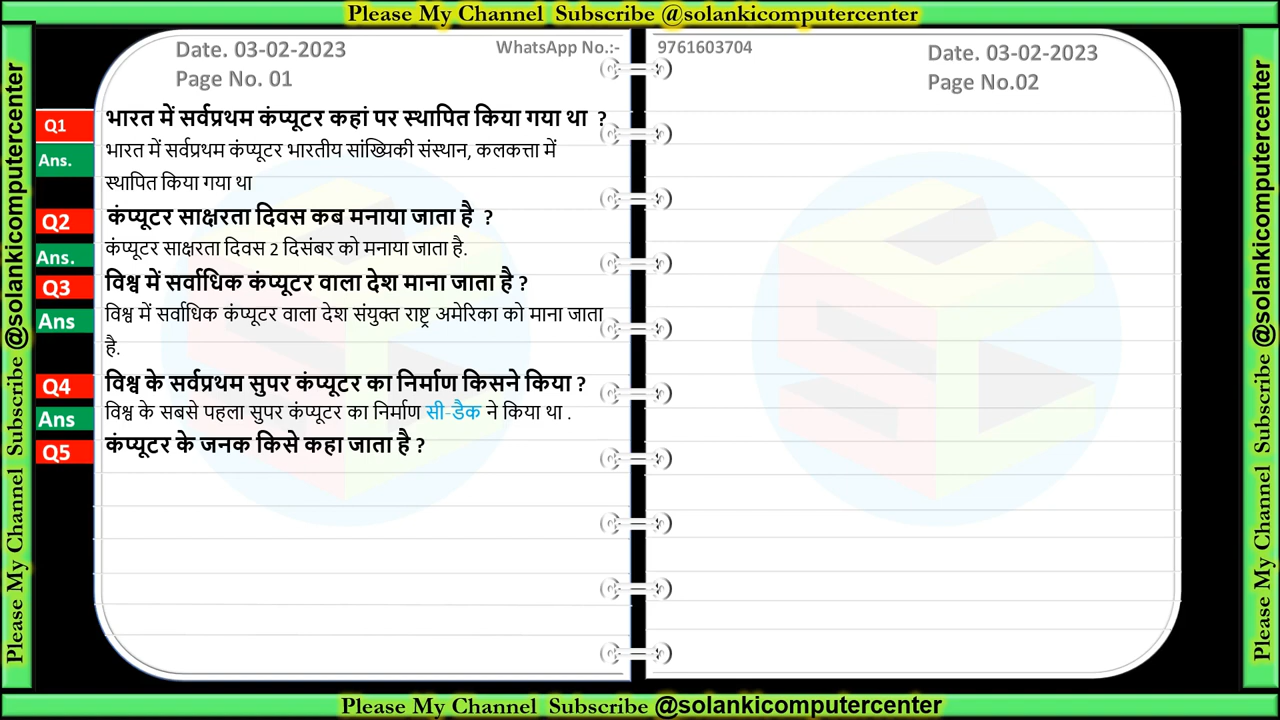 Please My Channel Subscribe @solankicomputercenter
Date. 03-02-2023
WhatsApp No.:- 9761603704
Page No. 01
Date. 03-02-2023
Page No.02
Q1 भारत में सर्वप्रथम कंप्यूटर कहां पर स्थापित किया गया था ?
Ans. भारत में सर्वप्रथम कंप्यूटर भारतीय सांख्यिकी संस्थान, कलकत्ता में
स्थापित किया गया था
Q2 कंप्यूटर साक्षरता दिवस कब मनाया जाता है ?
Ans. कंप्यूटर साक्षरता दिवस 2 दिसंबर को मनाया जाता है.
Q3 विश्व में सर्वाधिक कंप्यूटर वाला देश माना जाता है ?
Ans विश्व में सर्वाधिक कंप्यूटर वाला देश संयुक्त राष्ट्र अमेरिका को माना जाता
है.
Q4 विश्व के सर्वप्रथम सुपर कंप्यूटर का निर्माण किसने किया ?
Ans विश्व के सबसे पहला सुपर कंप्यूटर का निर्माण सी-डैक ने किया था .
Q5 कंप्यूटर के जनक किसे कहा जाता है ?
Please My Channel Subscribe @solankicomputercenter
Please My Channel Subscribe @solankicomputercenter
Please My Channel Subscribe @solankicomputercenter